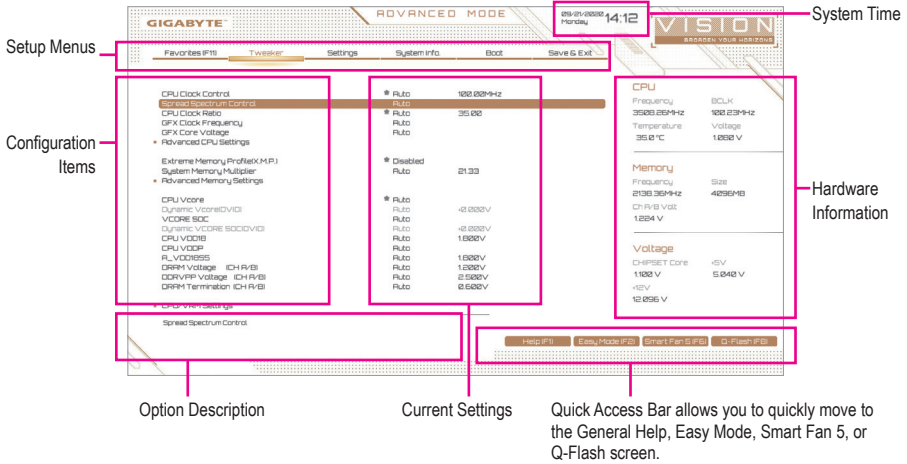 GIGABYTE™
ADVANCED MODE
09/21/2020
Monday
14:12
System Time
VISION
BROADEN YOUR HORIZONS
Setup Menus
Favorites (F11) Tweaker Settings System Info. Boot Save & Exit
Configuration
Items
CPU Clock Control * Auto 100.00MHz
Spread Spectrum Control Auto
CPU Clock Ratio * Auto 35.00
GFX Clock Frequency Auto
GFX Core Voltage Auto
• Advanced CPU Settings
Extreme Memory Profile(X.M.P.) * Disabled
System Memory Multiplier Auto 21.33
• Advanced Memory Settings
CPU Vcore * Auto
Dynamic Vcore(DVID) +0.000V
VCORE SOC Auto
Dynamic VCORE SOC(DVID) Auto +0.000V
CPU VDD18 Auto 1.800V
CPU VDDP Auto
A_VDD18S5 Auto 1.800V
DRAM Voltage (CH A/B) Auto 1.200V
DDRVPP Voltage (CH A/B) Auto 2.500V
DRAM Termination (CH A/B) Auto 0.600V
• CPU/VRM Settings
Spread Spectrum Control
CPU
Frequency BCLK
3508.26MHz 100.23MHz
Temperature Voltage
35.0 °C 1.080 V
Memory
Frequency Size
2138.36MHz 4096MB
Ch A/B Volt
1.224 V
Voltage
CHIPSET Core +5V
1.100 V 5.040 V
+12V
12.096 V
Hardware
Information
Help (F1) Easy Mode (F2) Smart Fan 5 (F6) Q-Flash (F8)
Option Description
Current Settings
Quick Access Bar allows you to quickly move to
the General Help, Easy Mode, Smart Fan 5, or
Q-Flash screen.